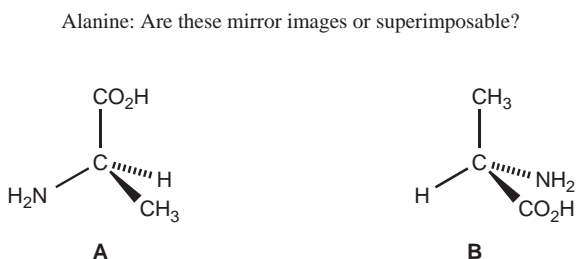 Alanine: Are these mirror images or superimposable?
CO₂H
C
H
H₂N
CH₃
A
CH₃
C
NH₂
H
CO₂H
B